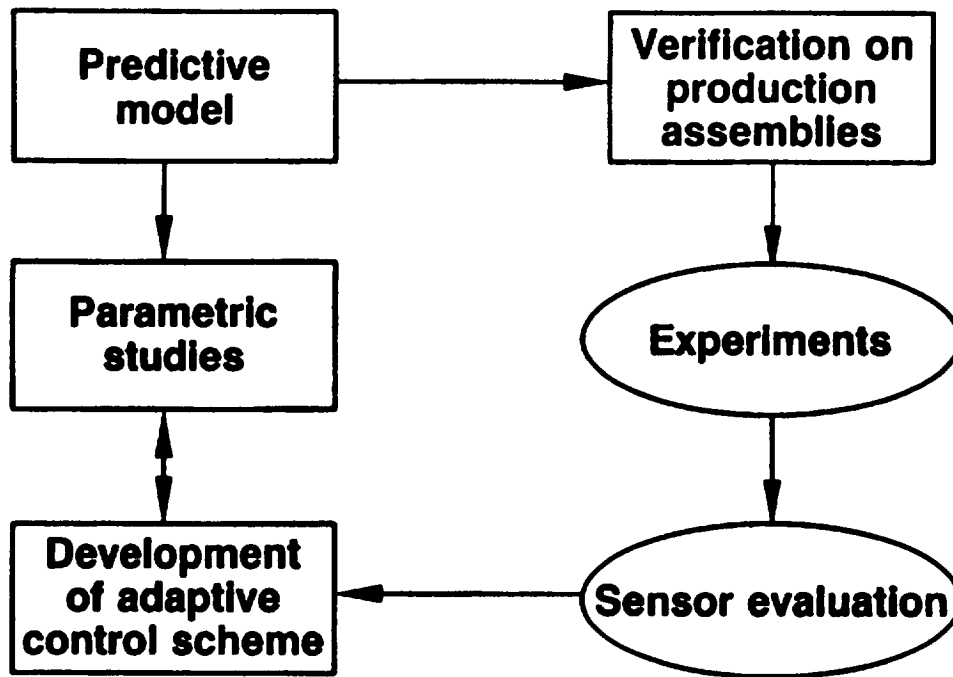 Predictive
model
Verification on
production
assemblies
Parametric
studies
Experiments
Development
of adaptive
control scheme
Sensor evaluation